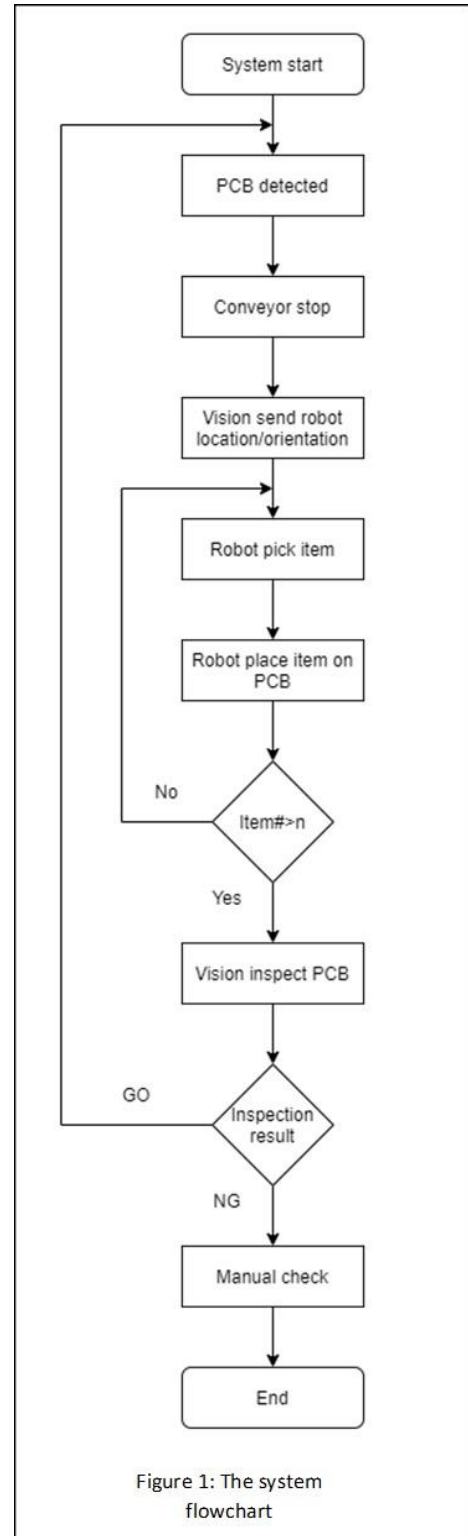 System start
PCB detected
Conveyor stop
Vision send robot
location/orientation
Robot pick item
Robot place item on
PCB
No
Item#>n
Yes
Vision inspect PCB
GO
Inspection
result
NG
Manual check
End
Figure 1: The system
flowchart